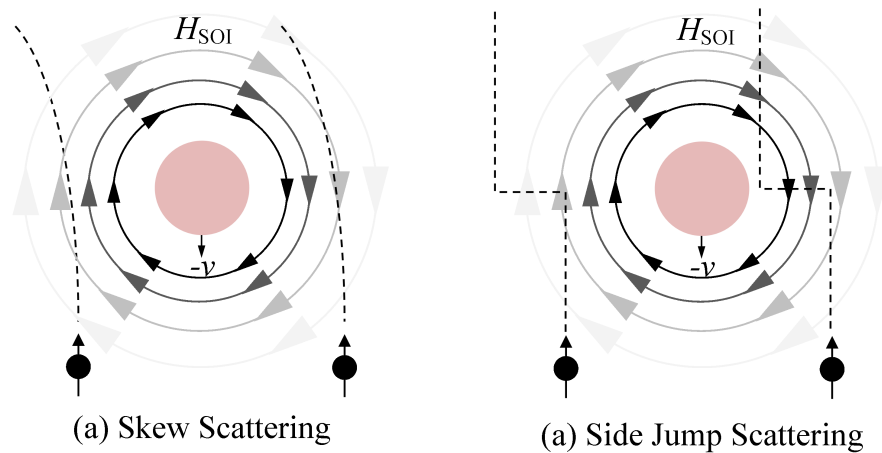 H_SOI
H_SOI
-v
-v
(a) Skew Scattering
(a) Side Jump Scattering